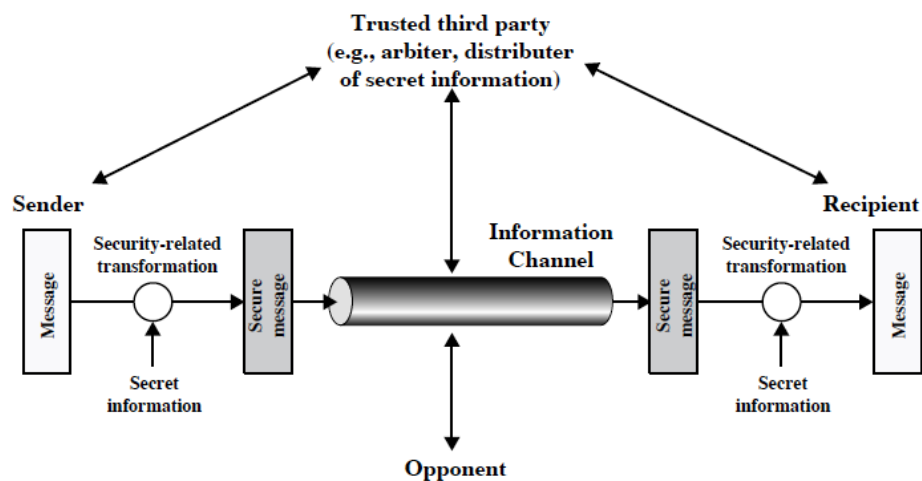 Trusted third party
(e.g., arbiter, distributer
of secret information)
Sender
Recipient
Message
Security-related
transformation
Secret
information
Secure
message
Information
Channel
Secure
message
Security-related
transformation
Secret
information
Message
Opponent